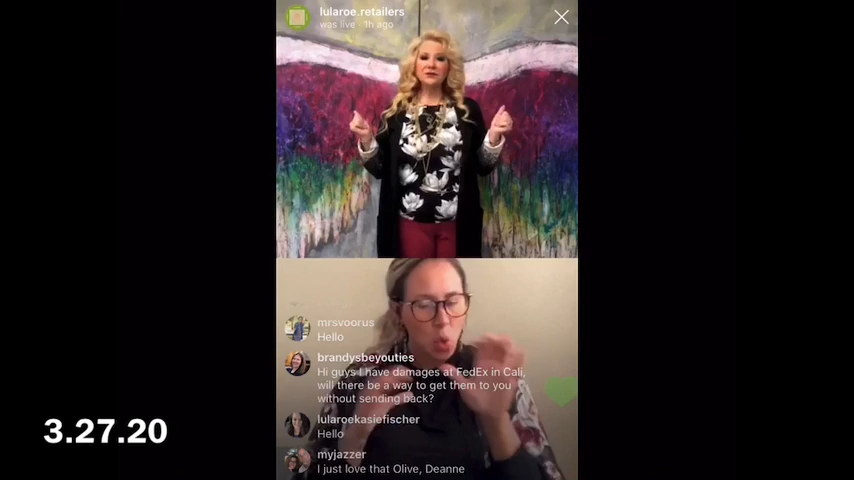 lularoe.retailers
was live · 1h ago
mrsvoorus
Hello
brandysbeyouties
Hi guys I have damages at FedEx in Cali,
will there be a way to get them to you
without sending back?
lularoekasiefischer
Hello
myjazzer
I just love that Olive, Deanne
3.27.20